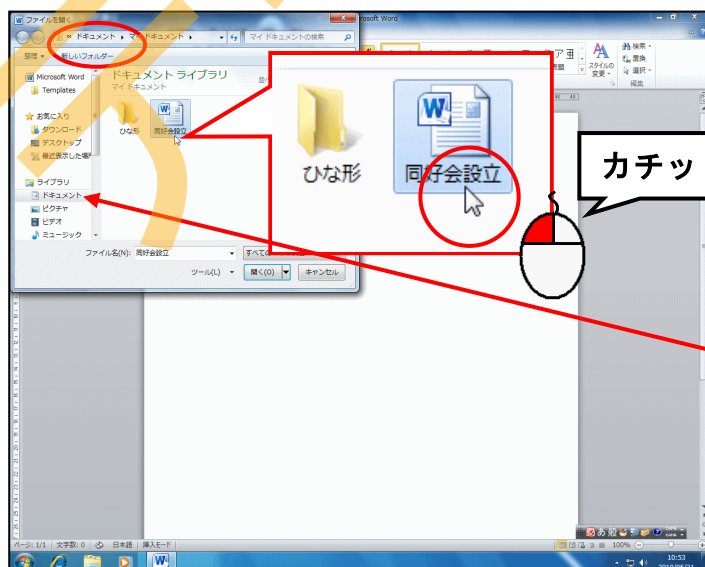 ファイルを開く
rosoft Word
« ドキュメント ▸ マイ ドキュメント ▸
マイ ドキュメントの検索
整理 新しいフォルダー
Microsoft Word
Templates
お気に入り
ダウンロード
デスクトップ
最近表示した場所
ライブラリ
ドキュメント
ピクチャ
ビデオ
ミュージック
ドキュメント ライブラリ
マイ ドキュメント
ひな形
同好会設立
ひな形
同好会設立
カチッ
ファイル名(N): 同好会設立
すべての
ツール(L) 開く(O) キャンセル
スタイルの
変更
検索
置換
選択
編集
ページ: 1/1 文字数: 0 日本語 挿入モード
あ 般
100%
10:53